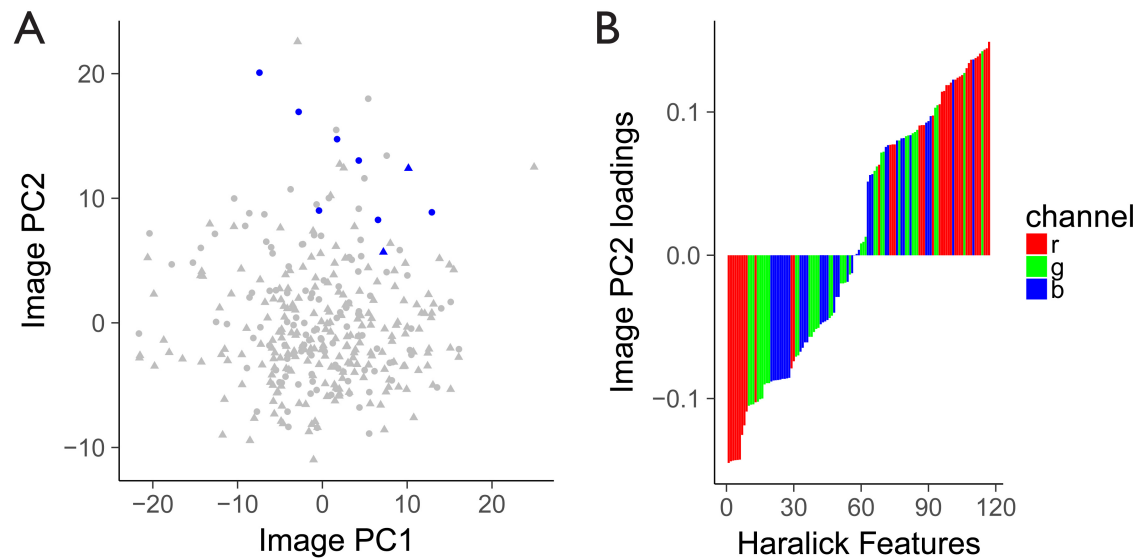 A
Image PC2
20
10
0
−10
−20
−10
0
10
20
Image PC1
B
Image PC2 loadings
0.1
0.0
−0.1
0
30
60
90
120
Haralick Features
channel
r
g
b